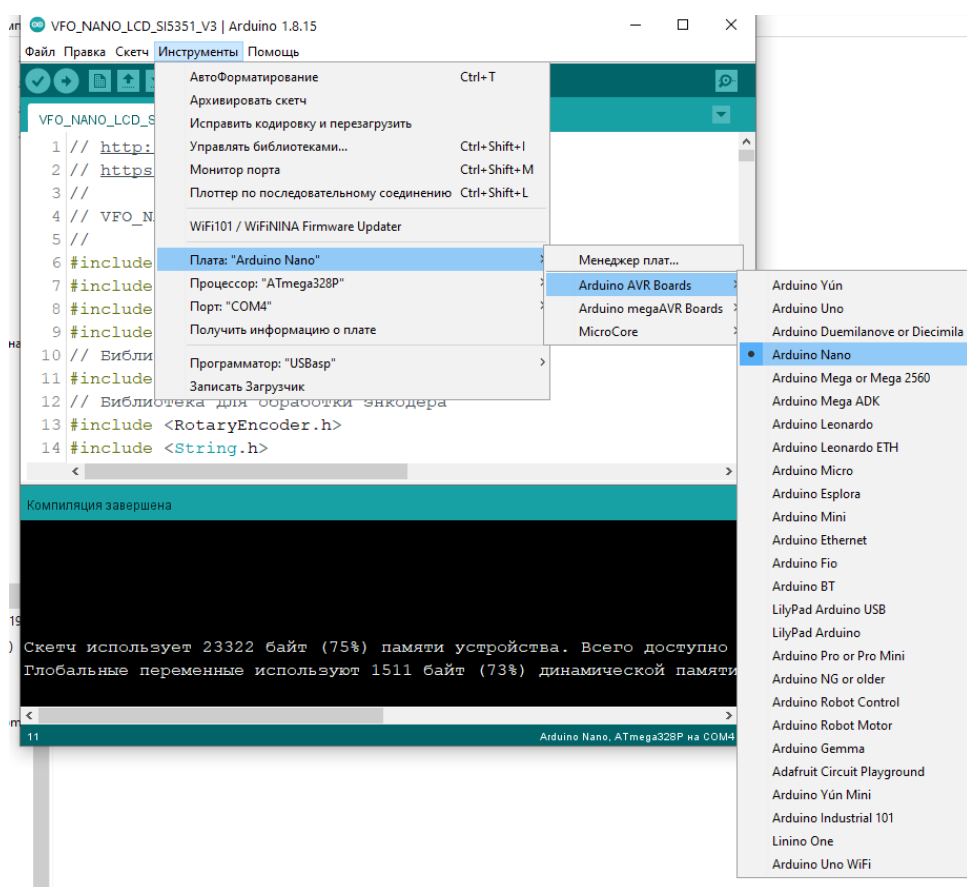 VFO_NANO_LCD_SI5351_V3 | Arduino 1.8.15
Файл Правка Скетч Инструменты Помощь
АвтоФорматирование Ctrl+T
Архивировать скетч
Исправить кодировку и перезагрузить
Управлять библиотеками... Ctrl+Shift+I
Монитор порта Ctrl+Shift+M
Плоттер по последовательному соединению Ctrl+Shift+L
WiFi101 / WiFiNINA Firmware Updater
Плата: "Arduino Nano"
Процессор: "ATmega328P"
Порт: "COM4"
Получить информацию о плате
Программатор: "USBasp"
Записать Загрузчик
Менеджер плат...
Arduino AVR Boards
Arduino megaAVR Boards
MicroCore
Arduino Yún
Arduino Uno
Arduino Duemilanove or Diecimila
Arduino Nano
Arduino Mega or Mega 2560
Arduino Mega ADK
Arduino Leonardo
Arduino Leonardo ETH
Arduino Micro
Arduino Esplora
Arduino Mini
Arduino Ethernet
Arduino Fio
Arduino BT
LilyPad Arduino USB
LilyPad Arduino
Arduino Pro or Pro Mini
Arduino NG or older
Arduino Robot Control
Arduino Robot Motor
Arduino Gemma
Adafruit Circuit Playground
Arduino Yún Mini
Arduino Industrial 101
Linino One
Arduino Uno WiFi
VFO_NANO_LCD_S
1 // http:
2 // https
3 //
4 // VFO_N
5 //
6 #include
7 #include
8 #include
9 #include
10 // Библи
11 #include
12 // Библиотека для обработки энкодера
13 #include <RotaryEncoder.h>
14 #include <String.h>
Компиляция завершена
Скетч использует 23322 байт (75%) памяти устройства. Всего доступно
Глобальные переменные используют 1511 байт (73%) динамической памяти
11 Arduino Nano, ATmega328P на COM4